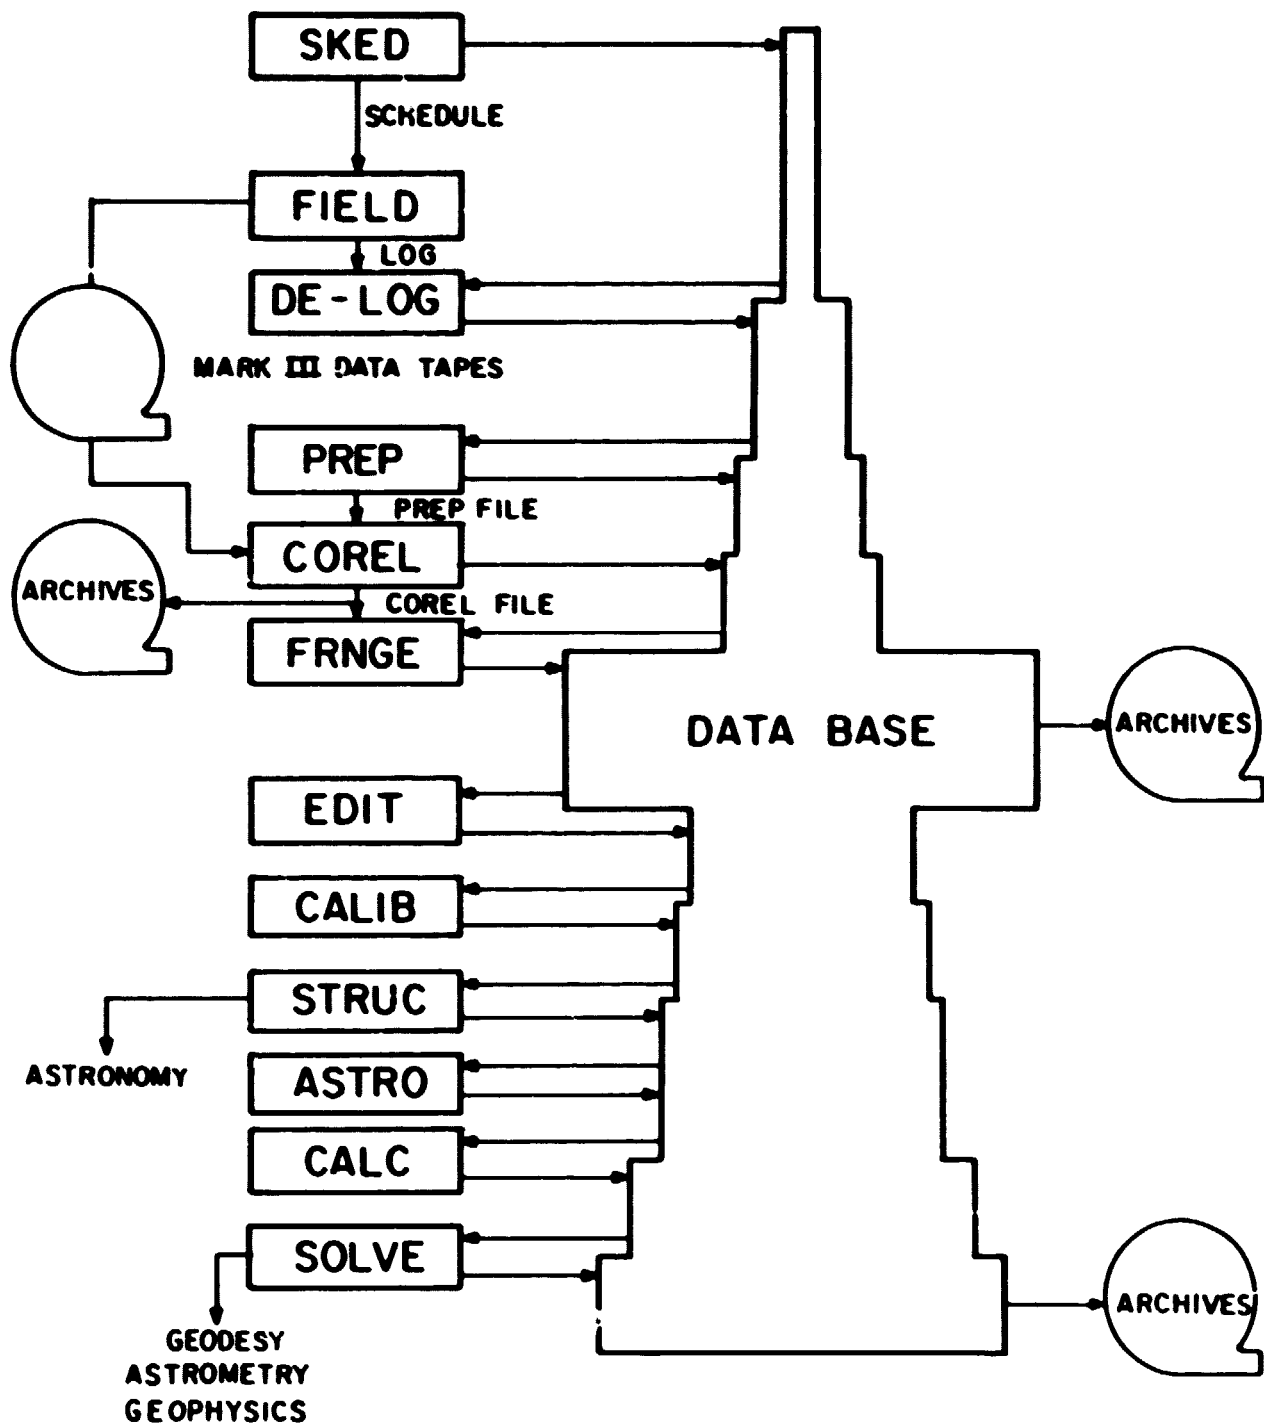 SKED
SCHEDULE
FIELD
LOG
DE-LOG
MARK III DATA TAPES
PREP
PREP FILE
COREL
ARCHIVES
COREL FILE
FRNGE
DATA BASE
ARCHIVES
EDIT
CALIB
STRUC
ASTRONOMY
ASTRO
CALC
SOLVE
ARCHIVES
GEODESY
ASTROMETRY
GEOPHYSICS